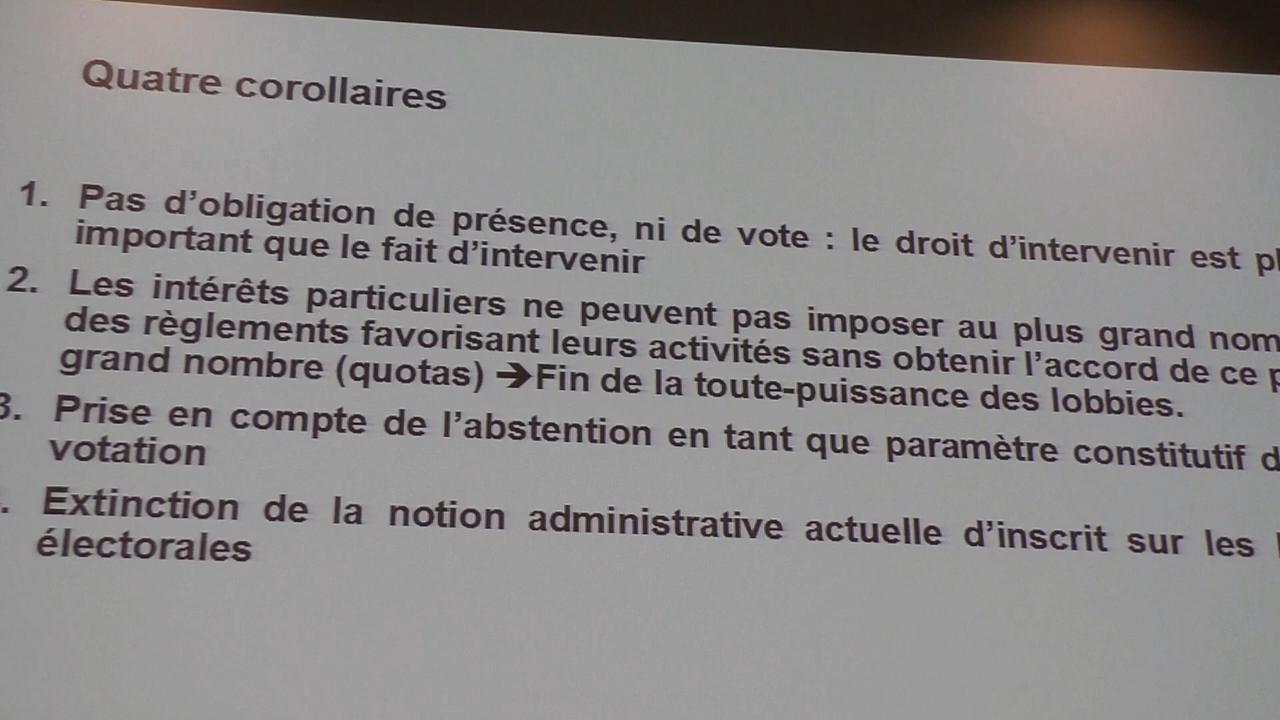 Quatre corollaires
1. Pas d'obligation de présence, ni de vote : le droit d'intervenir est
important que le fait d'intervenir
2. Les intérêts particuliers ne peuvent pas imposer au plus grand
des règlements favorisant leurs activités sans obtenir l'accord de ce
grand nombre (quotas) ➔Fin de la toute-puissance des lobbies.
3. Prise en compte de l'abstention en tant que paramètre constitutif
votation
Extinction de la notion administrative actuelle d'inscrit sur les
électorales